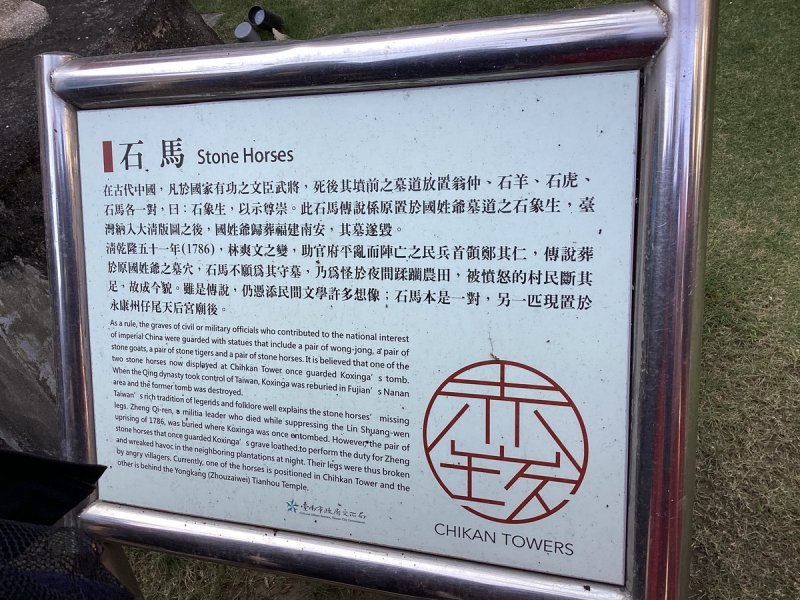 石馬 Stone Horses
在古代中國，凡於國家有功之文臣武將，死後其墳前之墓道放置翁仲、石羊、石虎、
石馬各一對，曰：石象生，以示尊崇。此石馬傳說係原置於國姓爺墓道之石象生，臺
灣納入大清版圖之後，國姓爺歸葬福建南安，其墓遂毀。
清乾隆五十一年(1786)，林爽文之變，助官府平亂而陣亡之民兵首領鄭其仁，傳說葬
於原國姓爺之墓穴，石馬不願為其守墓，乃為怪於夜間蹂躪農田，被憤怒的村民斷其
足，故成今貌。雖是傳說，仍憑添民間文學許多想像；石馬本是一對，另一匹現置於
永康州仔尾天后宮廟後。
As a rule, the graves of civil or military officials who contributed to the national interest
of imperial China were guarded with statues that include a pair of wong-jong, a pair of
stone goats, a pair of stone tigers and a pair of stone horses. It is believed that one of the
two stone horses now displayed at Chihkan Tower once guarded Koxinga's tomb.
When the Qing dynasty took control of Taiwan, Koxinga was reburied in Fujian's Nanan
area and the former tomb was destroyed.
Taiwan's rich tradition of legends and folklore well explains the stone horses' missing
legs. Zheng Qi-ren, a militia leader who died while suppressing the Lin Shuang-wen
uprising of 1786, was buried where Koxinga was once entombed. However, the pair of
stone horses that once guarded Koxinga's grave loathed to perform the duty for Zheng
and wreaked havoc in the neighboring plantations at night. Their legs were thus broken
by angry villagers. Currently, one of the horses is positioned in Chihkan Tower and the
other is behind the Yongkang (Zhouzaiwei) Tianhou Temple.
臺南市政府文化局
赤崁
CHIKAN TOWERS